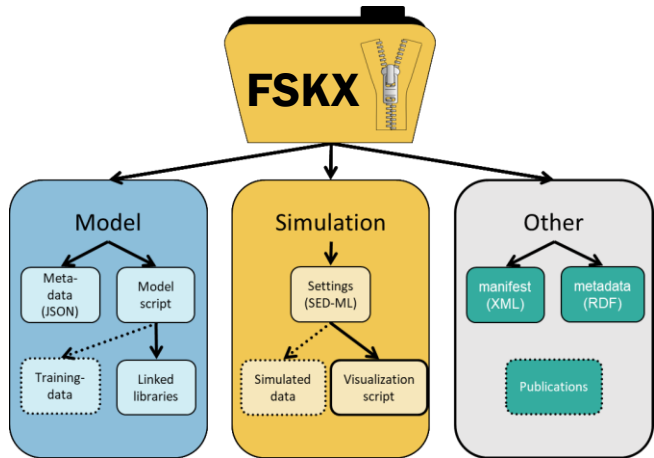 FSKX
Model
Meta-
data
(JSON)
Model
script
Training-
data
Linked
libraries
Simulation
Settings
(SED-ML)
Simulated
data
Visualization
script
Other
manifest
(XML)
metadata
(RDF)
Publications